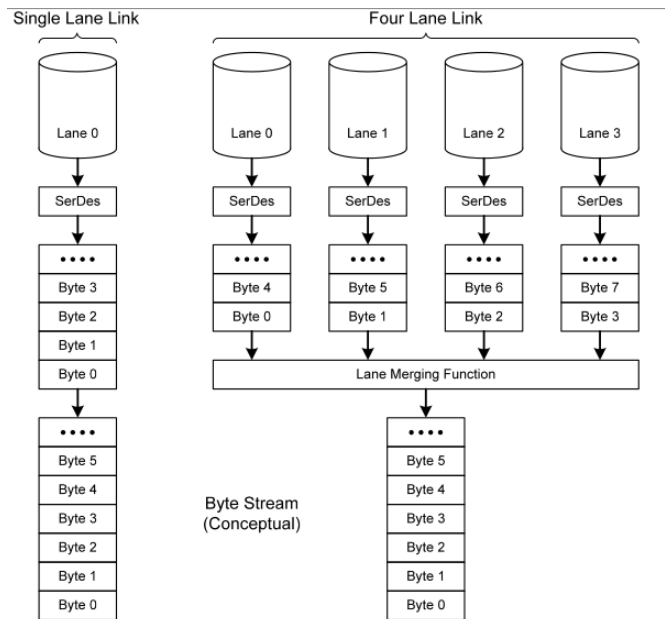 Single Lane Link
Four Lane Link
Lane 0
Lane 0
Lane 1
Lane 2
Lane 3
SerDes
SerDes
SerDes
SerDes
SerDes
••••
Byte 3
Byte 2
Byte 1
Byte 0
••••
Byte 4
Byte 0
••••
Byte 5
Byte 1
••••
Byte 6
Byte 2
••••
Byte 7
Byte 3
Lane Merging Function
••••
Byte 5
Byte 4
Byte 3
Byte 2
Byte 1
Byte 0
Byte Stream
(Conceptual)
••••
Byte 5
Byte 4
Byte 3
Byte 2
Byte 1
Byte 0